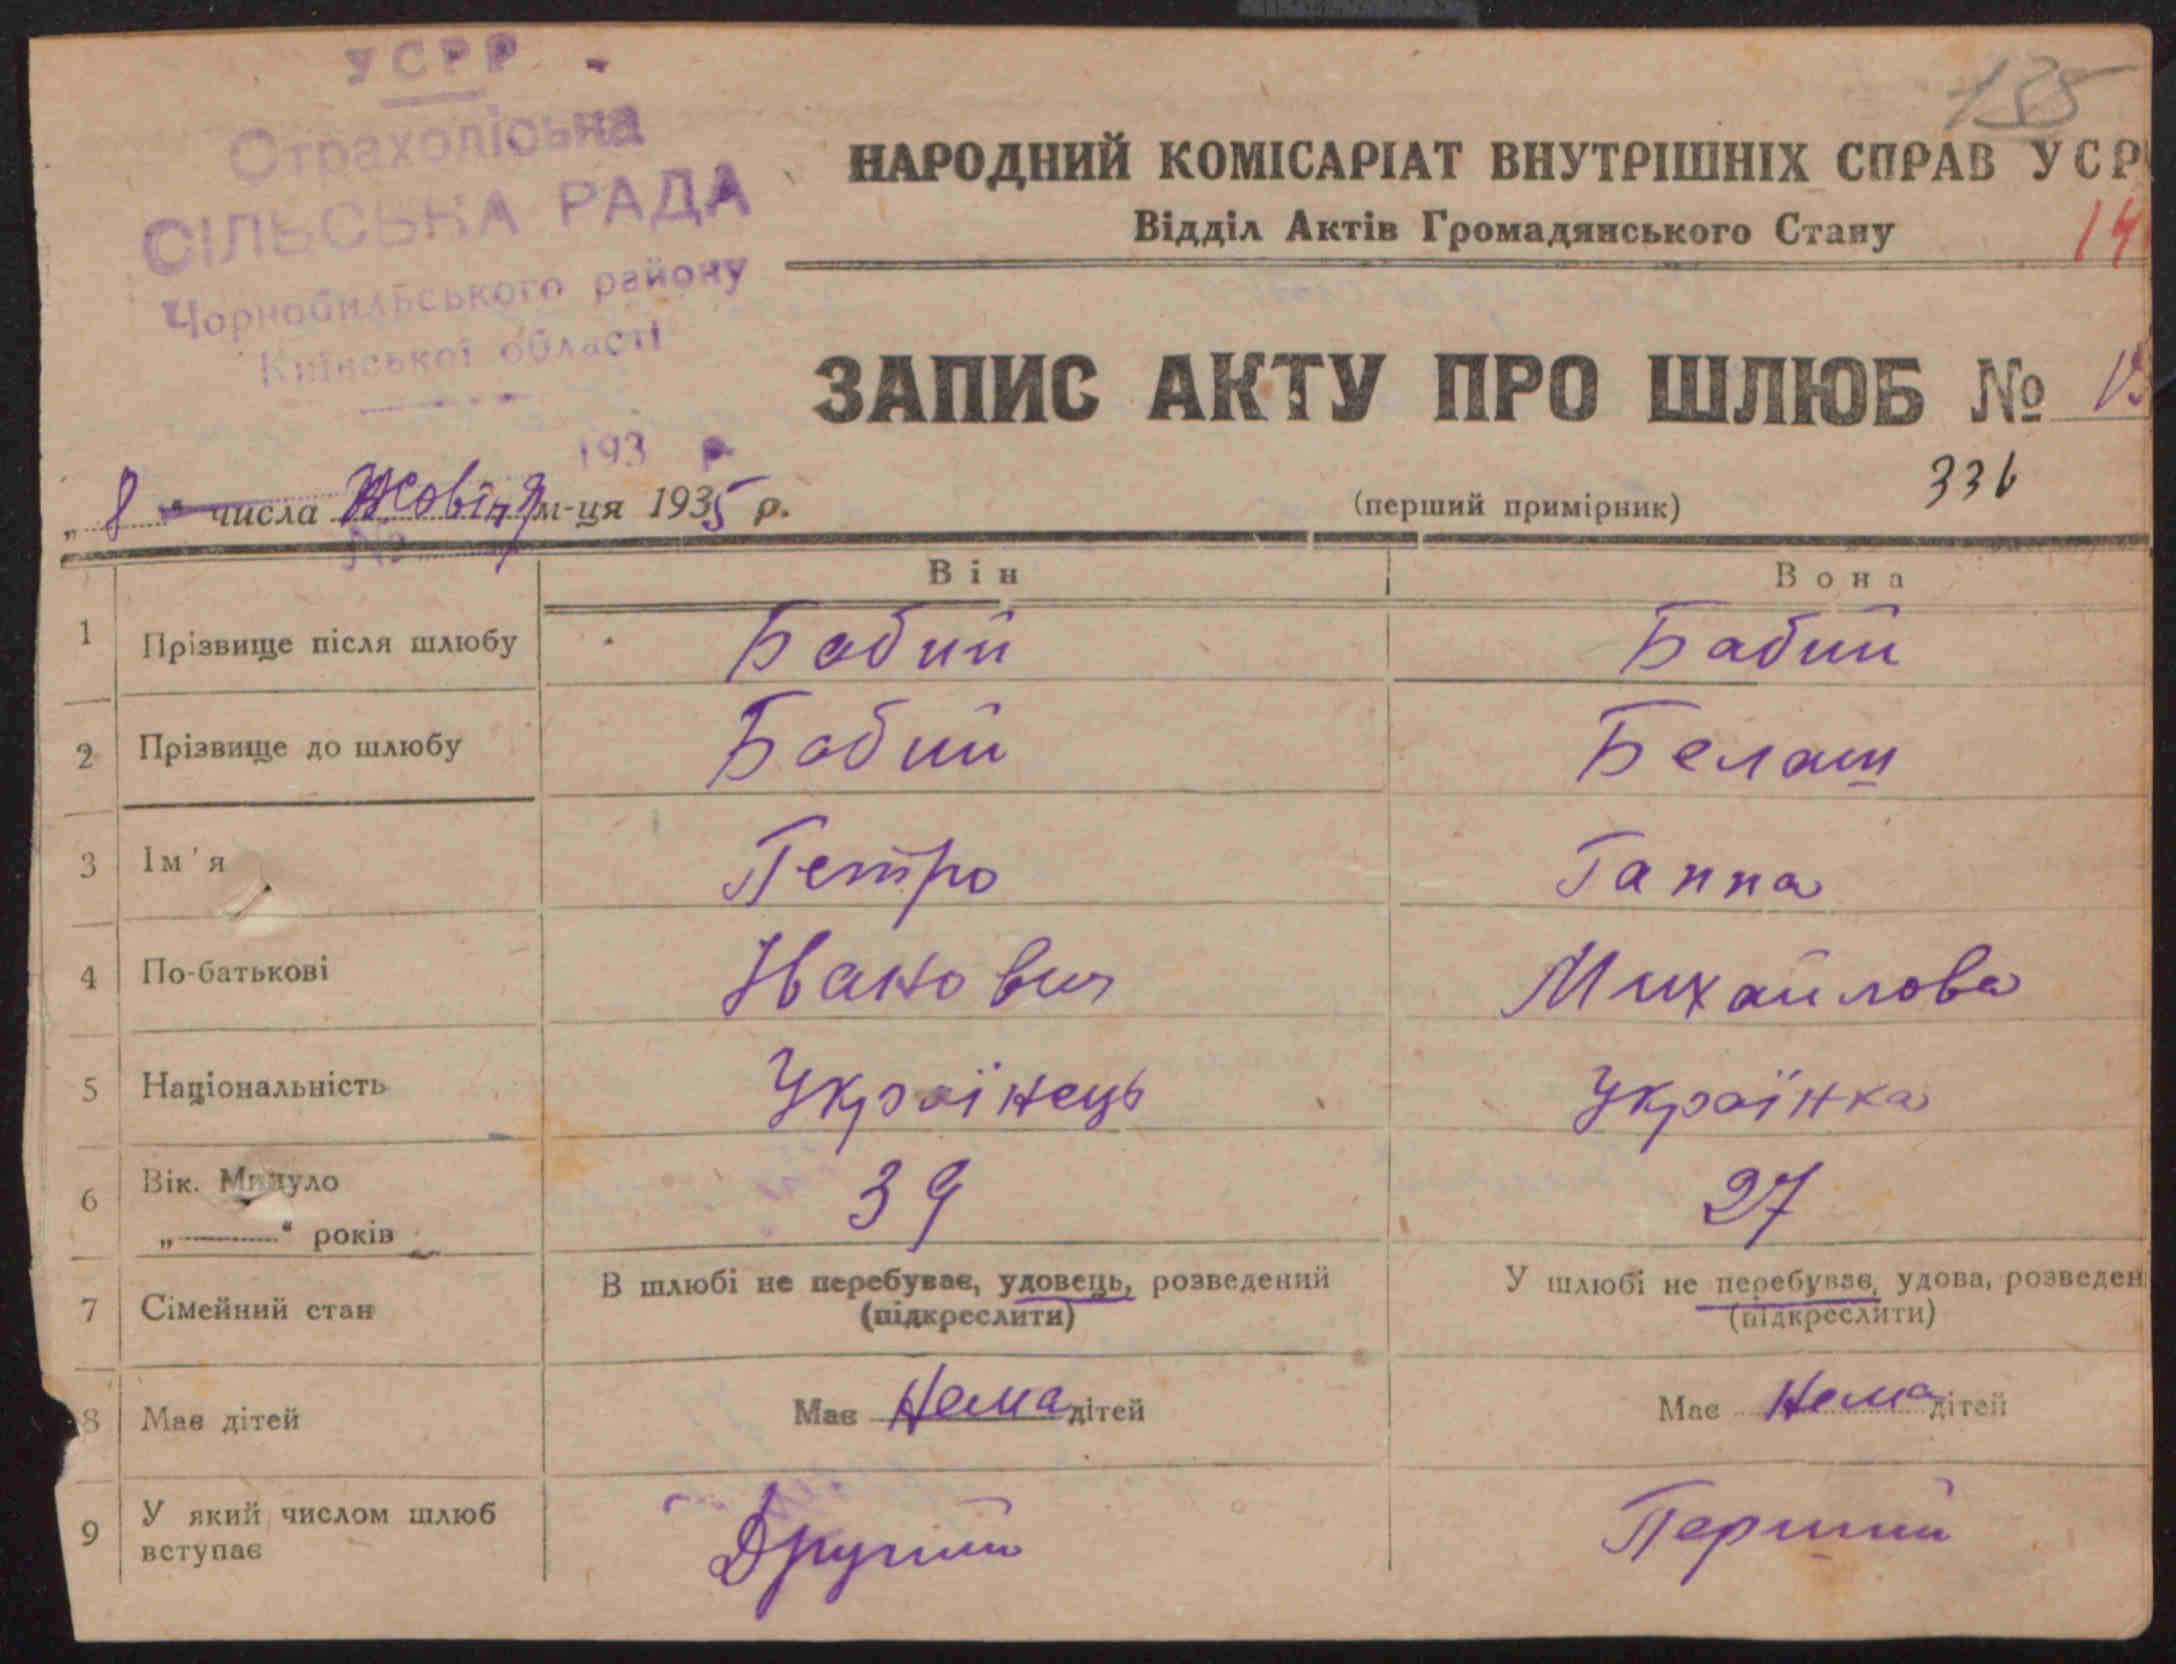 УСРР
Страхоліська
СІЛЬСЬКА РАДА
Чорнобильського району
Київської області
193 р.
№
135
НАРОДНИЙ КОМІСАРІАТ ВНУТРІШНІХ СПРАВ УСР
Відділ Актів Громадянського Стану
14
ЗАПИС АКТУ ПРО ШЛЮБ №
„ 8 “ числа Жовтня м-ця 1935 р.
(перший примірник)
336
Він Вона
1 Прізвище після шлюбу Бабий Бабий
2 Прізвище до шлюбу Бабий Белаш
3 Ім'я Петро Ганна
4 По-батькові Іванович Михайлова
5 Національність Українець Українка
6 Вік. Минуло 39 27
„ “ років
7 Сімейний стан В шлюбі не перебуває, удовець, розведений У шлюбі не перебуває, удова, розведен
(підкреслити) (підкреслити)
8 Має дітей Має Нема дітей Має Нема дітей
9 У який числом шлюб Другий Перший
вступає